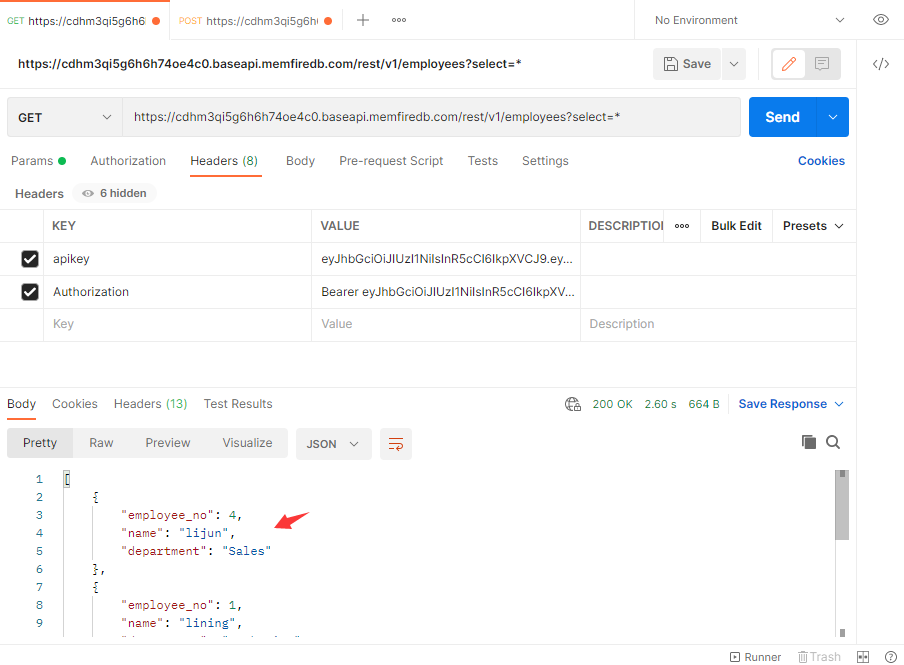 GET https://cdhm3qi5g6h6 POST https://cdhm3qi5g6h No Environment
https://cdhm3qi5g6h6h74oe4c0.baseapi.memfiredb.com/rest/v1/employees?select=* Save
GET https://cdhm3qi5g6h6h74oe4c0.baseapi.memfiredb.com/rest/v1/employees?select=* Send
Params Authorization Headers (8) Body Pre-request Script Tests Settings Cookies
Headers 6 hidden
KEY VALUE DESCRIPTION Bulk Edit Presets
apikey eyJhbGciOiJIUzI1NiIsInR5cCI6IkpXVCJ9.ey...
Authorization Bearer eyJhbGciOiJIUzI1NiIsInR5cCI6IkpXV...
Key Value Description
Body Cookies Headers (13) Test Results 200 OK 2.60 s 664 B Save Response
Pretty Raw Preview Visualize JSON
1 [
2 {
3 "employee_no": 4,
4 "name": "lijun",
5 "department": "Sales"
6 },
7 {
8 "employee_no": 1,
9 "name": "lining",
Runner Trash